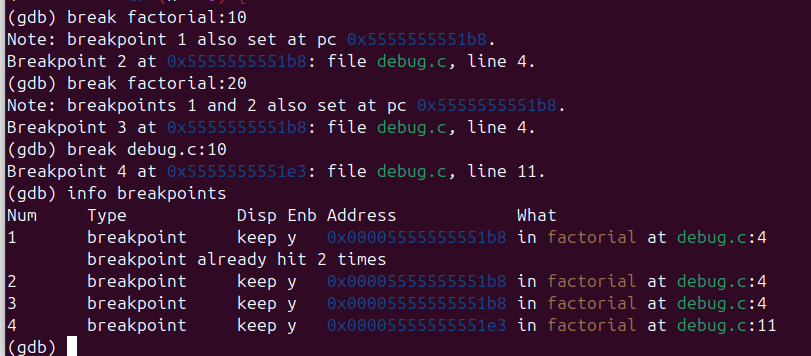 (gdb) break factorial:10
Note: breakpoint 1 also set at pc 0x5555555551b8.
Breakpoint 2 at 0x5555555551b8: file debug.c, line 4.
(gdb) break factorial:20
Note: breakpoints 1 and 2 also set at pc 0x5555555551b8.
Breakpoint 3 at 0x5555555551b8: file debug.c, line 4.
(gdb) break debug.c:10
Breakpoint 4 at 0x5555555551e3: file debug.c, line 11.
(gdb) info breakpoints
Num     Type           Disp Enb Address            What
1       breakpoint     keep y   0x00005555555551b8 in factorial at debug.c:4
        breakpoint already hit 2 times
2       breakpoint     keep y   0x00005555555551b8 in factorial at debug.c:4
3       breakpoint     keep y   0x00005555555551b8 in factorial at debug.c:4
4       breakpoint     keep y   0x00005555555551e3 in factorial at debug.c:11
(gdb)